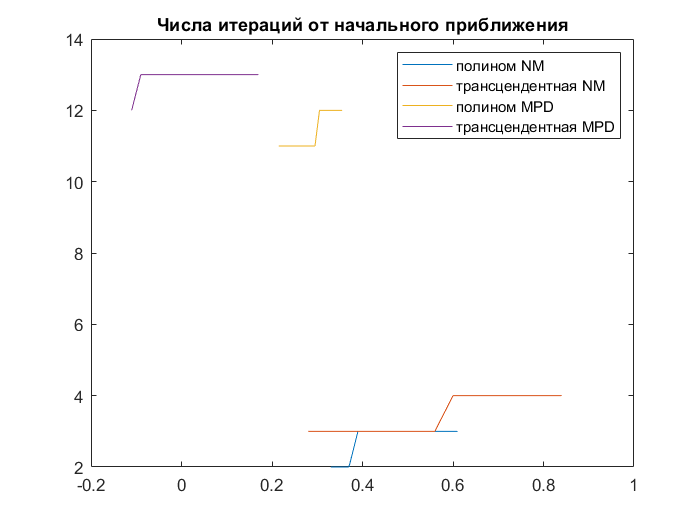 Числа итераций от начального приближения
14
12
10
8
6
4
2
-0.2
0
0.2
0.4
0.6
0.8
1
полином NM
трансцендентная NM
полином MPD
трансцендентная MPD